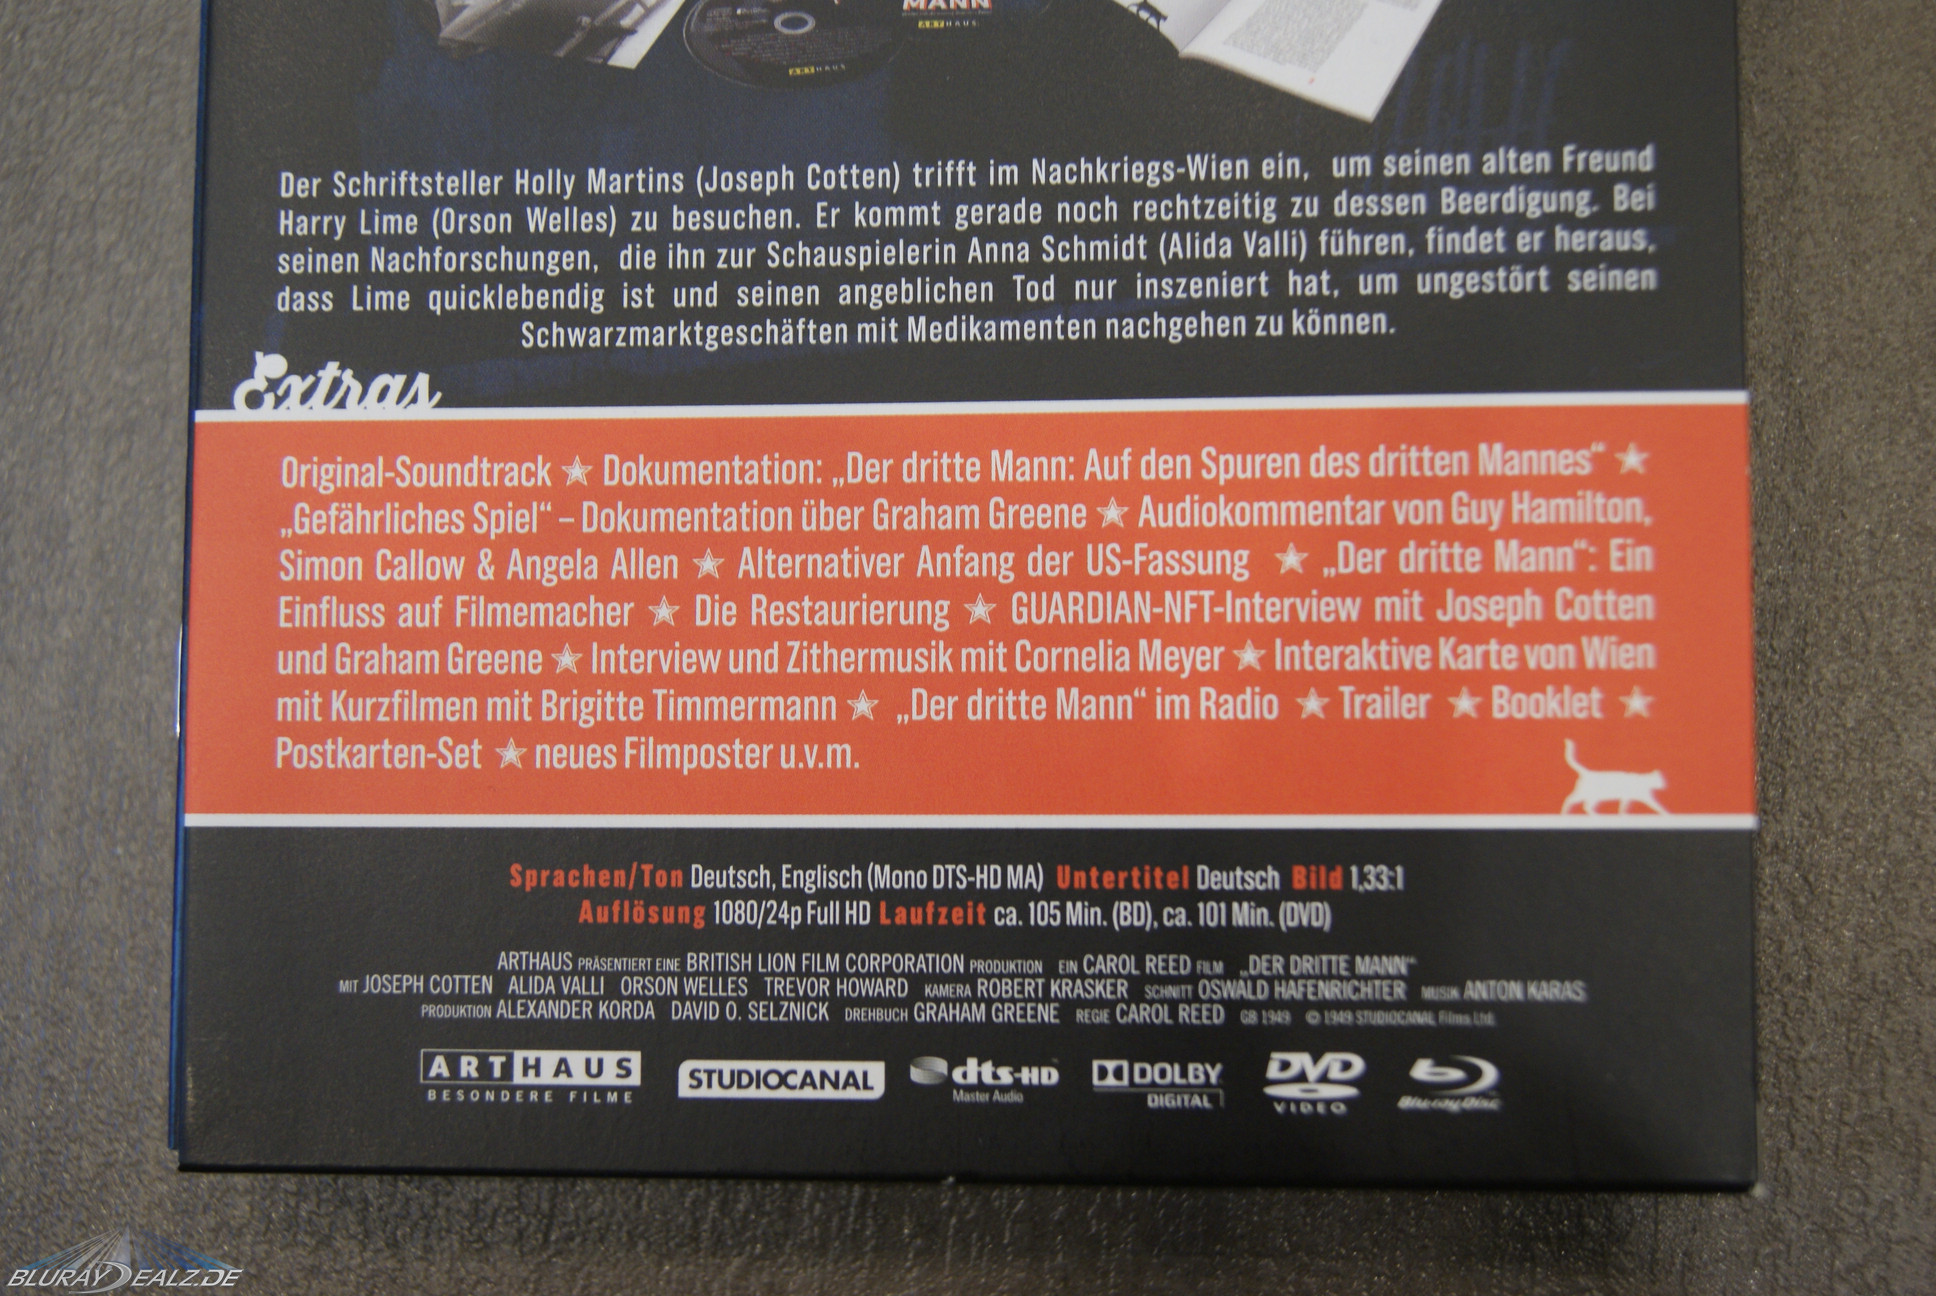 MANN
ARTHAUS
ARTHAUS
Der Schriftsteller Holly Martins (Joseph Cotten) trifft im Nachkriegs-Wien ein, um seinen alten Freund
Harry Lime (Orson Welles) zu besuchen. Er kommt gerade noch rechtzeitig zu dessen Beerdigung. Bei
seinen Nachforschungen, die ihn zur Schauspielerin Anna Schmidt (Alida Valli) führen, findet er heraus,
dass Lime quicklebendig ist und seinen angeblichen Tod nur inszeniert hat, um ungestört seinen
Schwarzmarktgeschäften mit Medikamenten nachgehen zu können.
Extras
Original-Soundtrack ★ Dokumentation: „Der dritte Mann: Auf den Spuren des dritten Mannes“ ★
„Gefährliches Spiel“ – Dokumentation über Graham Greene ★ Audiokommentar von Guy Hamilton,
Simon Callow & Angela Allen ★ Alternativer Anfang der US-Fassung ★ „Der dritte Mann“: Ein
Einfluss auf Filmemacher ★ Die Restaurierung ★ GUARDIAN-NFT-Interview mit Joseph Cotten
und Graham Greene ★ Interview und Zithermusik mit Cornelia Meyer ★ Interaktive Karte von Wien
mit Kurzfilmen mit Brigitte Timmermann ★ „Der dritte Mann“ im Radio ★ Trailer ★ Booklet ★
Postkarten-Set ★ neues Filmposter u.v.m.
Sprachen/Ton Deutsch, Englisch (Mono DTS-HD MA) Untertitel Deutsch Bild 1,33:1
Auflösung 1080/24p Full HD Laufzeit ca. 105 Min. (BD), ca. 101 Min. (DVD)
ARTHAUS PRÄSENTIERT EINE BRITISH LION FILM CORPORATION PRODUKTION EIN CAROL REED FILM „DER DRITTE MANN“
MIT JOSEPH COTTEN ALIDA VALLI ORSON WELLES TREVOR HOWARD KAMERA ROBERT KRASKER SCHNITT OSWALD HAFENRICHTER MUSIK ANTON KARAS
PRODUKTION ALEXANDER KORDA DAVID O. SELZNICK DREHBUCH GRAHAM GREENE REGIE CAROL REED GB 1949 © 1949 STUDIOCANAL Films Ltd.
ARTHAUS
BESONDERE FILME
STUDIOCANAL
dts-HD
Master Audio
DOLBY
DIGITAL
DVD
VIDEO
Blu-ray Disc
BLURAYDEALZ.DE